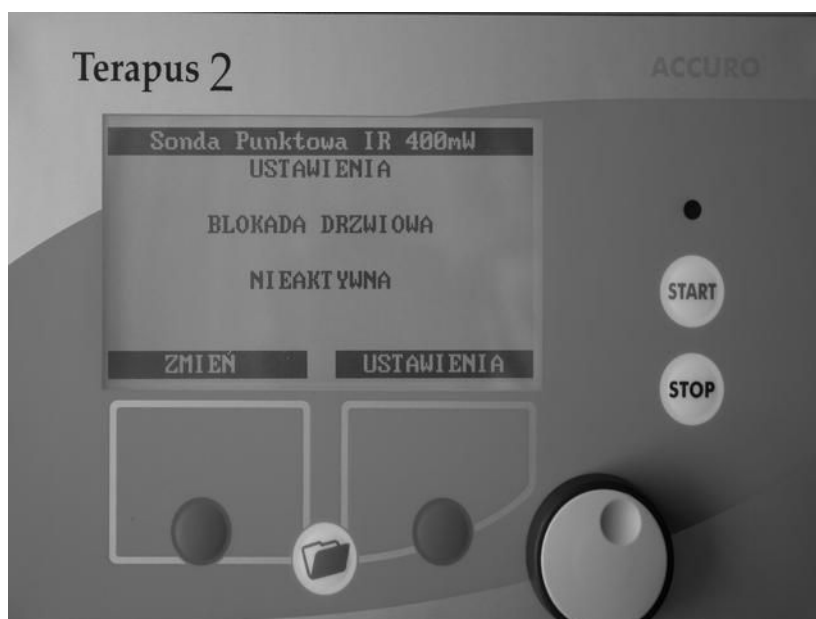 Terapus 2
ACCURO
Sonda Punktowa IR 400mW
USTAWIENIA
BLOKADA DRZWIOWA
NIEAKTYWNA
ZMIEŃ
USTAWIENIA
START
STOP